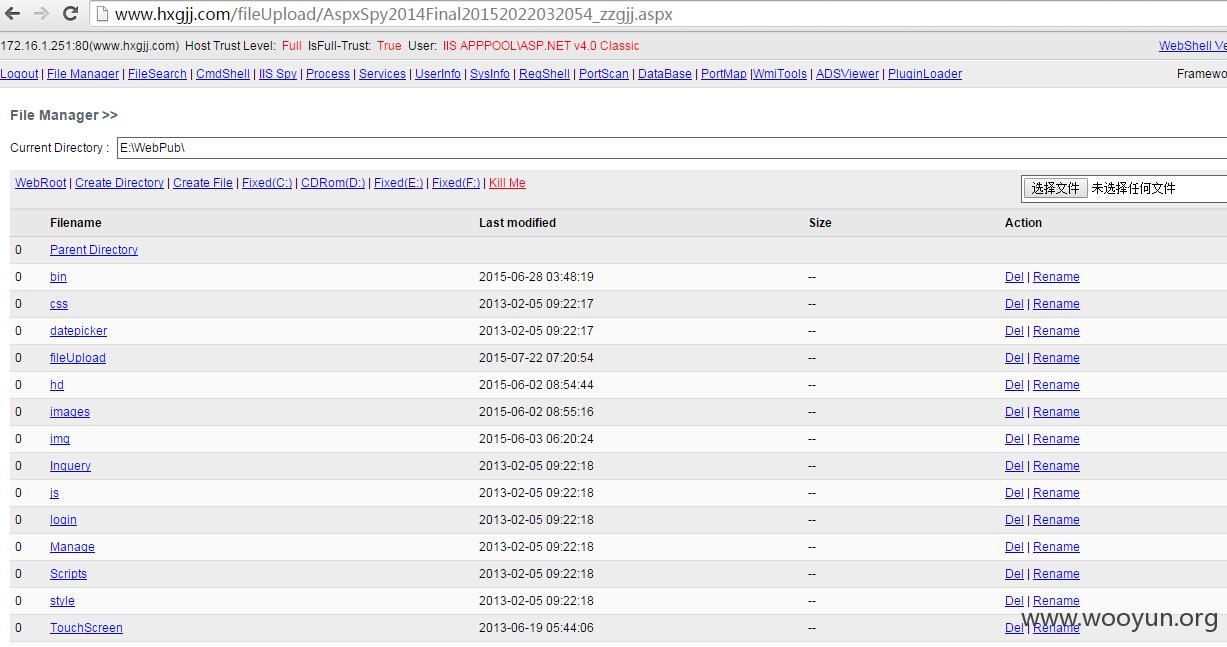 www.hxgjj.com/fileUpload/AspxSpy2014Final20152022032054_zzgjj.aspx
172.16.1.251:80(www.hxgjj.com) Host Trust Level: Full IsFull-Trust: True User: IIS APPPOOL\ASP.NET v4.0 Classic WebShell Ve
Logout | File Manager | FileSearch | CmdShell | IIS Spy | Process | Services | UserInfo | SysInfo | RegShell | PortScan | DataBase | PortMap |WmiTools | ADSViewer | PluginLoader Framewo
File Manager >>
Current Directory : E:\WebPub\
WebRoot | Create Directory | Create File | Fixed(C:) | CDRom(D:) | Fixed(E:) | Fixed(F:) | Kill Me 选择文件 未选择任何文件
Filename Last modified Size Action
0 Parent Directory
0 bin 2015-06-28 03:48:19 -- Del | Rename
0 css 2013-02-05 09:22:17 -- Del | Rename
0 datepicker 2013-02-05 09:22:17 -- Del | Rename
0 fileUpload 2015-07-22 07:20:54 -- Del | Rename
0 hd 2015-06-02 08:54:44 -- Del | Rename
0 images 2015-06-02 08:55:16 -- Del | Rename
0 img 2015-06-03 06:20:24 -- Del | Rename
0 Inquery 2013-02-05 09:22:18 -- Del | Rename
0 js 2013-02-05 09:22:18 -- Del | Rename
0 login 2013-02-05 09:22:18 -- Del | Rename
0 Manage 2013-02-05 09:22:18 -- Del | Rename
0 Scripts 2013-02-05 09:22:18 -- Del | Rename
0 style 2013-02-05 09:22:18 -- Del | Rename
0 TouchScreen 2013-06-19 05:44:06 -- Del | Rename
www.wooyun.org